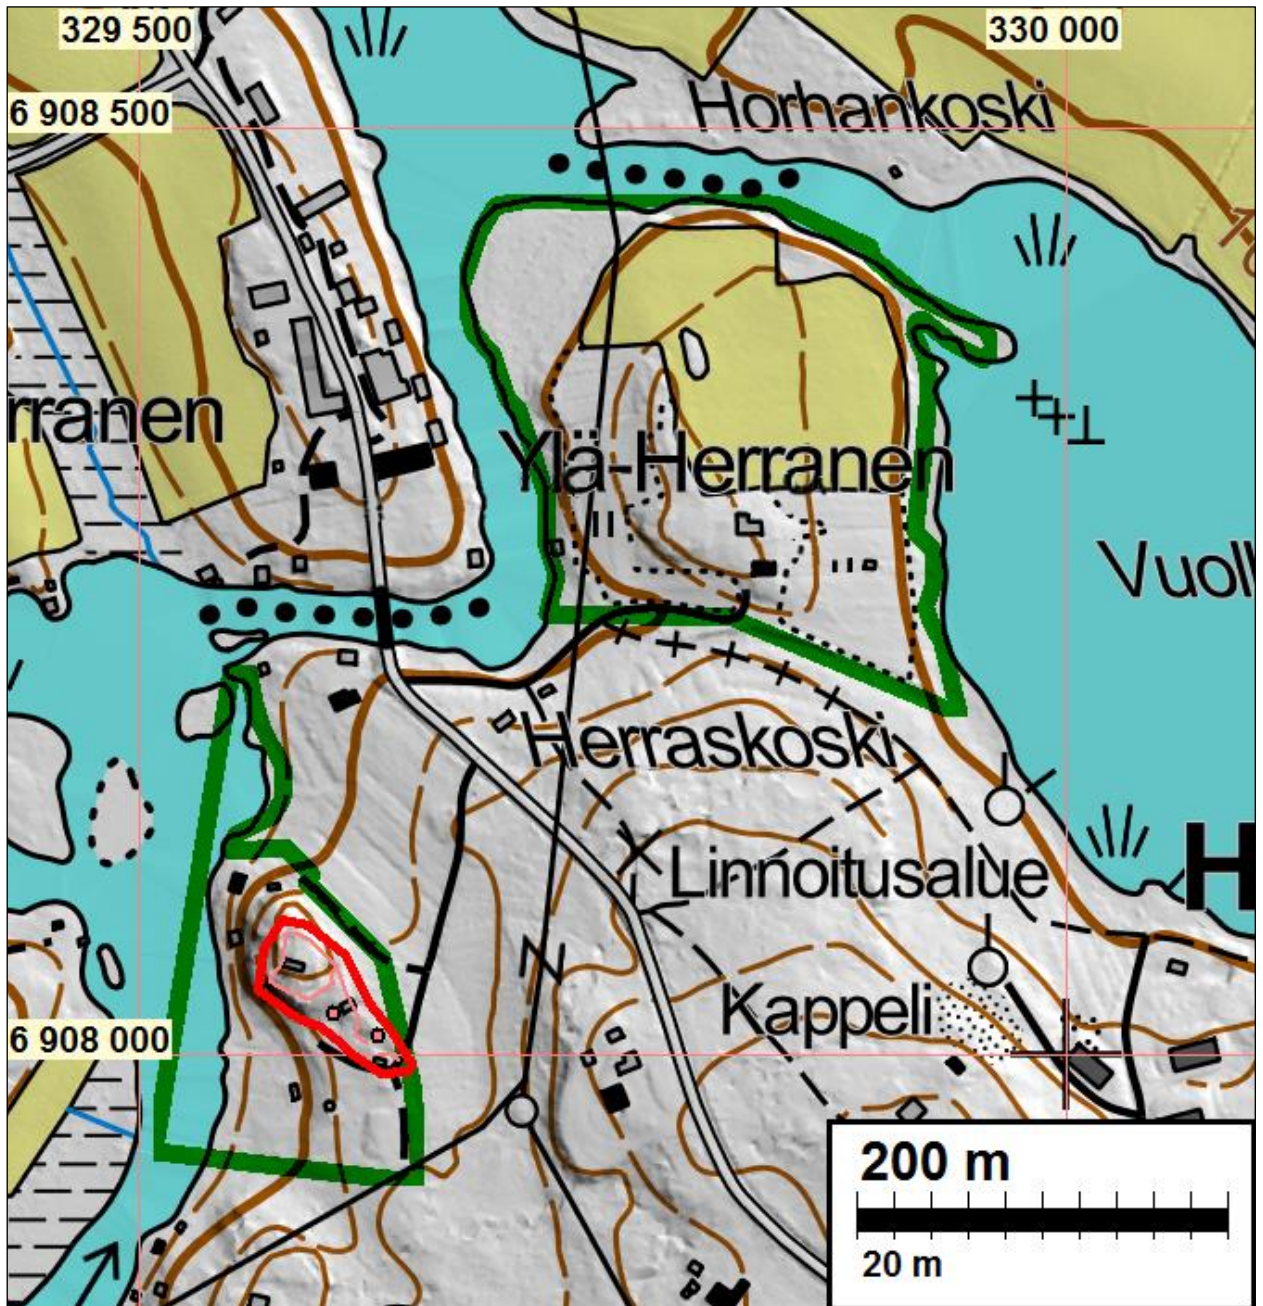 329 500
330 000
6 908 500
Horhankoski
rranen
Ylä-Herranen
Vuoll
Herraskoski
Linnoitusalue
H
Kappeli
6 908 000
200 m
20 m